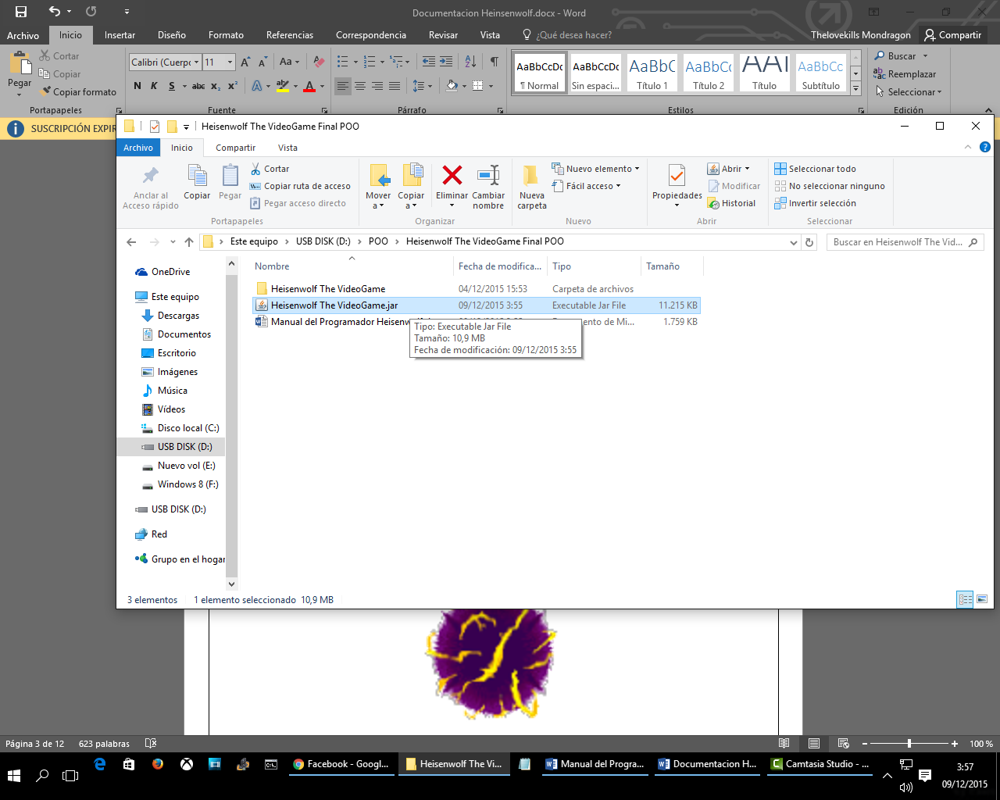 Documentacion Heinsenwolf.docx - Word
Archivo Inicio Insertar Diseño Formato Referencias Correspondencia Revisar Vista ¿Qué desea hacer? Thelovekills Mondragon Compartir
Pegar
Cortar
Copiar
Copiar formato
Portapapeles
Calibri (Cuerpo 11
Aa
N K S abc x₂ x²
Fuente
Párrafo
AaBbCcDc AaBbCcDc AaBbC AaBbCc AAI AaBbCc
¶ Normal Sin espaci... Título 1 Título 2 Título Subtítulo
Estilos
Buscar
Reemplazar
Seleccionar
Edición
SUSCRIPCIÓN EXPIR
Heisenwolf The VideoGame Final POO
Archivo Inicio Compartir Vista
Anclar al Acceso rápido
Copiar
Pegar
Cortar
Copiar ruta de acceso
Pegar acceso directo
Portapapeles
Mover a
Copiar a
Eliminar
Cambiar nombre
Organizar
Nueva carpeta
Nuevo elemento
Fácil acceso
Nuevo
Propiedades
Abrir
Modificar
Historial
Abrir
Seleccionar todo
No seleccionar ninguno
Invertir selección
Seleccionar
Este equipo USB DISK (D:) POO Heisenwolf The VideoGame Final POO
Buscar en Heisenwolf The Vid...
Nombre Fecha de modifica... Tipo Tamaño
Heisenwolf The VideoGame 04/12/2015 15:53 Carpeta de archivos
Heisenwolf The VideoGame.jar 09/12/2015 3:55 Executable Jar File 11.215 KB
Manual del Programador Heisenwolf 1.759 KB
Tipo: Executable Jar File
Tamaño: 10,9 MB
Fecha de modificación: 09/12/2015 3:55
OneDrive
Este equipo
Descargas
Documentos
Escritorio
Imágenes
Música
Vídeos
Disco local (C:)
USB DISK (D:)
Nuevo vol (E:)
Windows 8 (F:)
USB DISK (D:)
Red
Grupo en el hogar
3 elementos 1 elemento seleccionado 10,9 MB
Página 3 de 12 623 palabras 100 %
Facebook - Googl... Heisenwolf The Vi... Manual del Progra... Documentacion H... Camtasia Studio - ...
3:57
09/12/2015